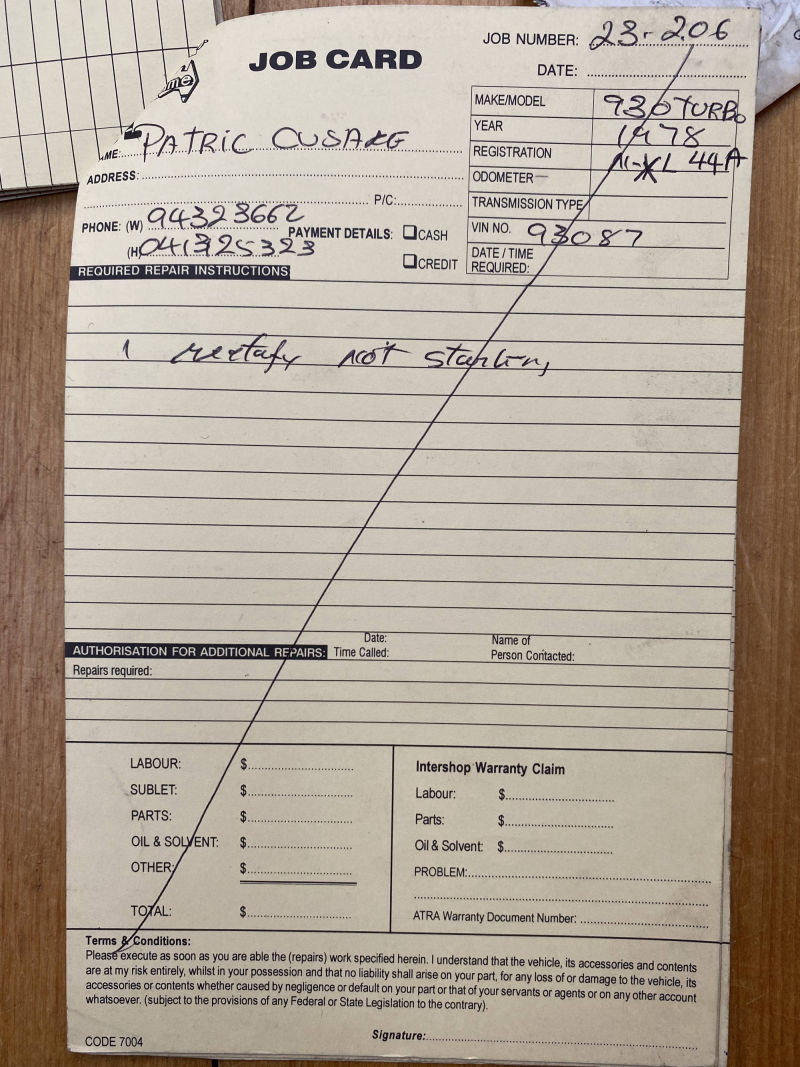 JOB CARD
JOB NUMBER: 23-206
DATE:
me
MAKE/MODEL 930 TURBO
YEAR 1978
REGISTRATION 44A
ODOMETER
TRANSMISSION TYPE
VIN NO. 93087
DATE / TIME
REQUIRED:
AME: PATRIC CUSAKE
ADDRESS:
P/C:
PHONE: (W) 94323662
(H) 0413925323
PAYMENT DETAILS: CASH
CREDIT
REQUIRED REPAIR INSTRUCTIONS
1 not starting
AUTHORISATION FOR ADDITIONAL REPAIRS:
Date:
Time Called:
Name of
Person Contacted:
Repairs required:
LABOUR: $
SUBLET: $
PARTS: $
OIL & SOLVENT: $
OTHER: $
TOTAL: $
Intershop Warranty Claim
Labour: $
Parts: $
Oil & Solvent: $
PROBLEM:
ATRA Warranty Document Number:
Terms & Conditions:
Please execute as soon as you are able the (repairs) work specified herein. I understand that the vehicle, its accessories and contents
are at my risk entirely, whilst in your possession and that no liability shall arise on your part, for any loss of or damage to the vehicle, its
accessories or contents whether caused by negligence or default on your part or that of your servants or agents or on any other account
whatsoever. (subject to the provisions of any Federal or State Legislation to the contrary).
Signature:
CODE 7004